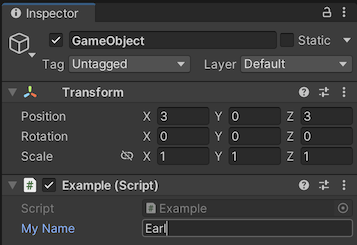 Inspector
GameObject Static
Tag Untagged Layer Default
Transform
Position X 3 Y 0 Z 3
Rotation X 0 Y 0 Z 0
Scale X 1 Y 1 Z 1
# Example (Script)
Script # Example
My Name Earl